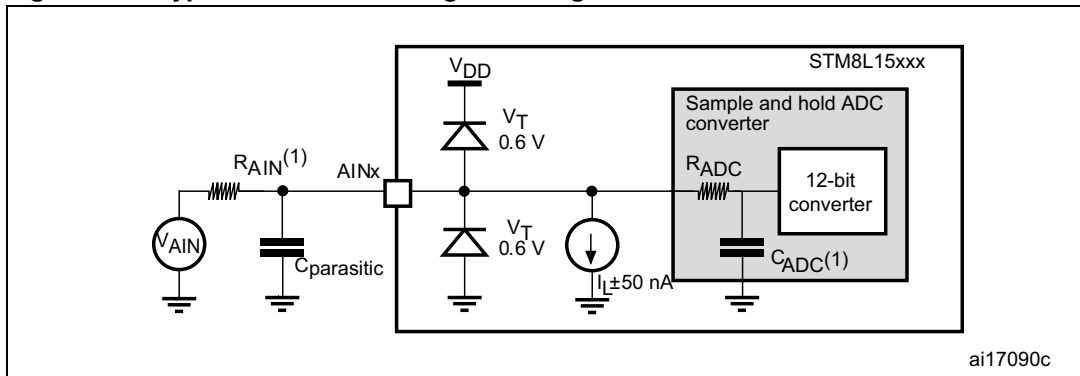 STM8L15xxx
VDD
Sample and hold ADC
converter
VT
0.6 V
RAIN(1)
AINx
RADC
12-bit
converter
VAIN
Cparasitic
VT
0.6 V
IL±50 nA
CADC(1)
ai17090c